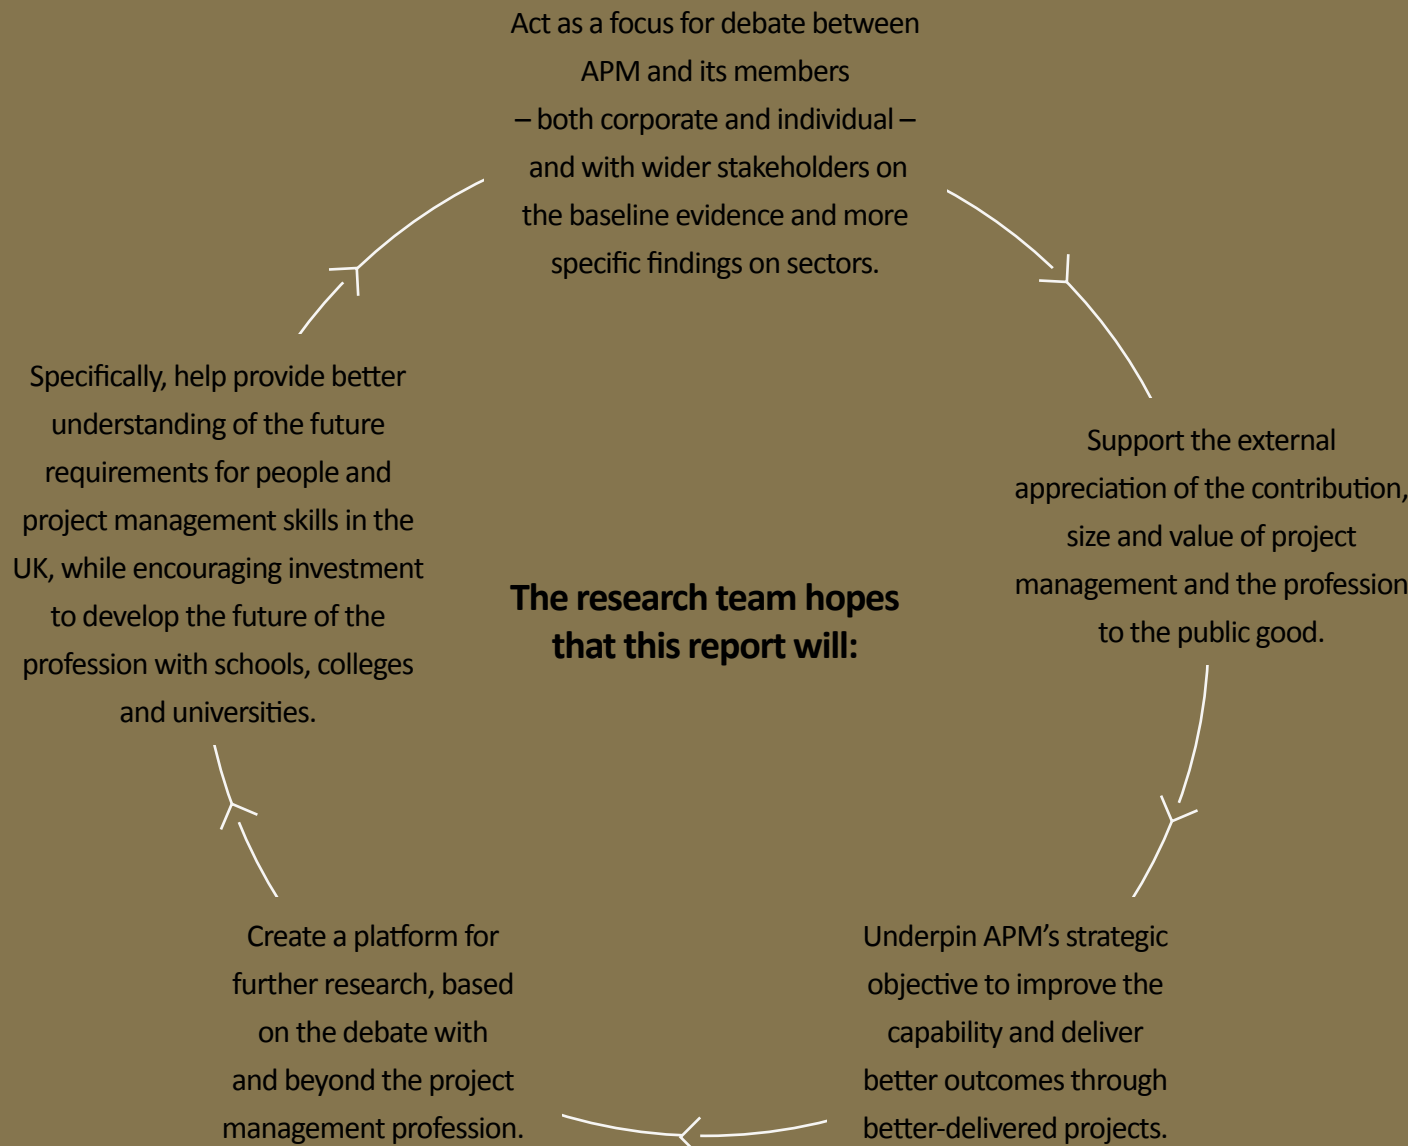 Act as a focus for debate between
APM and its members
– both corporate and individual –
and with wider stakeholders on
the baseline evidence and more
specific findings on sectors.
Support the external
appreciation of the contribution,
size and value of project
management and the profession
to the public good.
Underpin APM’s strategic
objective to improve the
capability and deliver
better outcomes through
better-delivered projects.
Create a platform for
further research, based
on the debate with
and beyond the project
management profession.
Specifically, help provide better
understanding of the future
requirements for people and
project management skills in the
UK, while encouraging investment
to develop the future of the
profession with schools, colleges
and universities.
The research team hopes
that this report will: